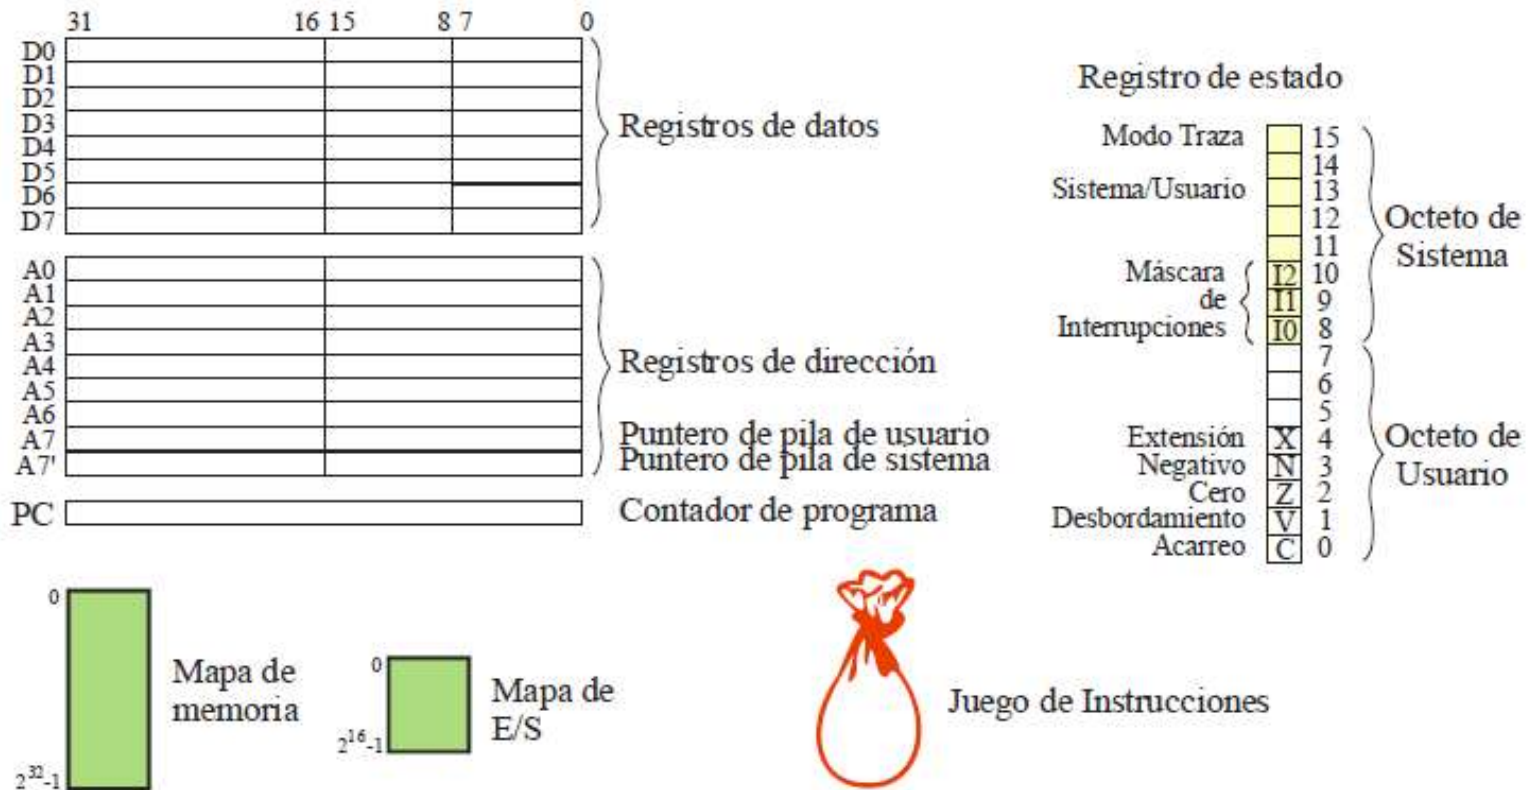 31 16 15 8 7 0
D0
D1
D2
D3
D4
D5
D6
D7
Registros de datos
A0
A1
A2
A3
A4
A5
A6
A7
A7'
Registros de dirección
Puntero de pila de usuario
Puntero de pila de sistema
PC
Contador de programa
Registro de estado
Modo Traza 15
14
Sistema/Usuario 13
12
11
Máscara I2 10
de I1 9
Interrupciones I0 8
Octeto de
Sistema
7
6
5
Extensión X 4
Negativo N 3
Cero Z 2
Desbordamiento V 1
Acarreo C 0
Octeto de
Usuario
0
2^32-1
Mapa de
memoria
0
2^16-1
Mapa de
E/S
Juego de Instrucciones